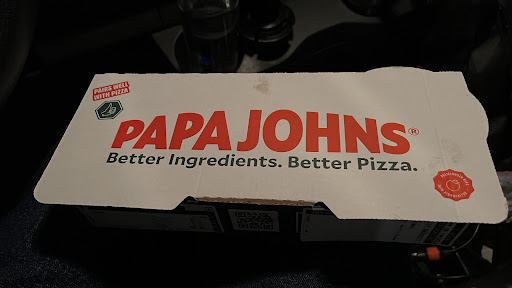 PAIRS WELL
WITH PIZZA
PAPA JOHNS®
Better Ingredients. Better Pizza.